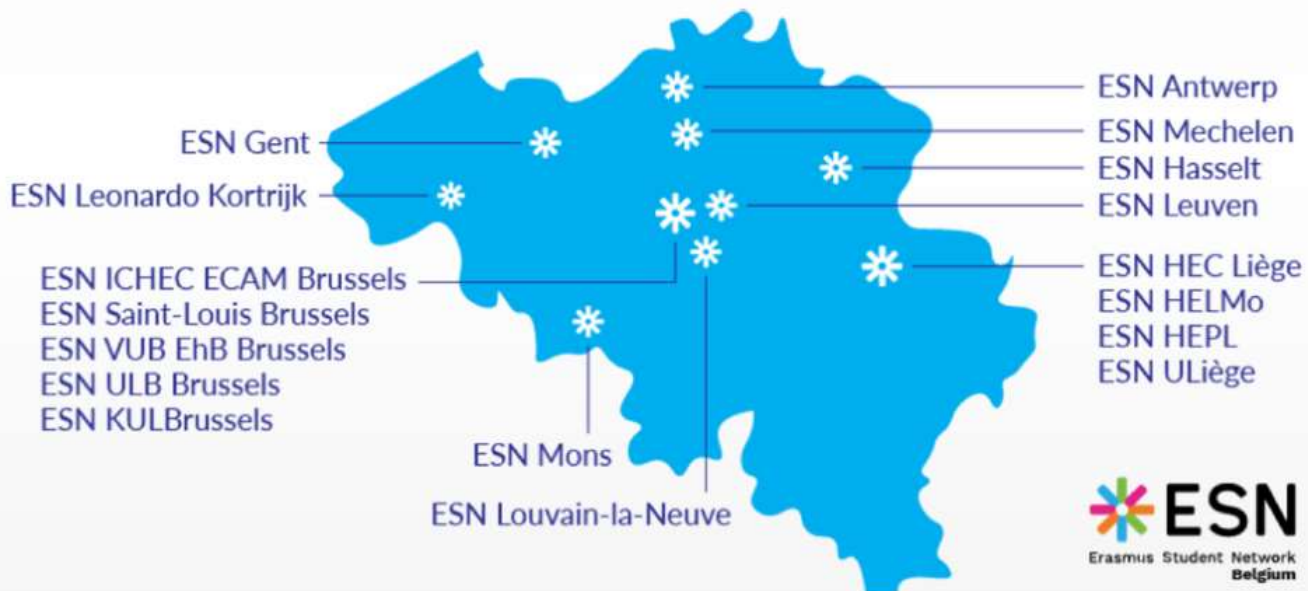 ESN Gent
ESN Leonardo Kortrijk
ESN ICHEC ECAM Brussels
ESN Saint-Louis Brussels
ESN VUB EhB Brussels
ESN ULB Brussels
ESN KULBrussels
ESN Mons
ESN Louvain-la-Neuve
ESN Antwerp
ESN Mechelen
ESN Hasselt
ESN Leuven
ESN HEC Liège
ESN HELMo
ESN HEPL
ESN ULiège
ESN
Erasmus Student Network
Belgium